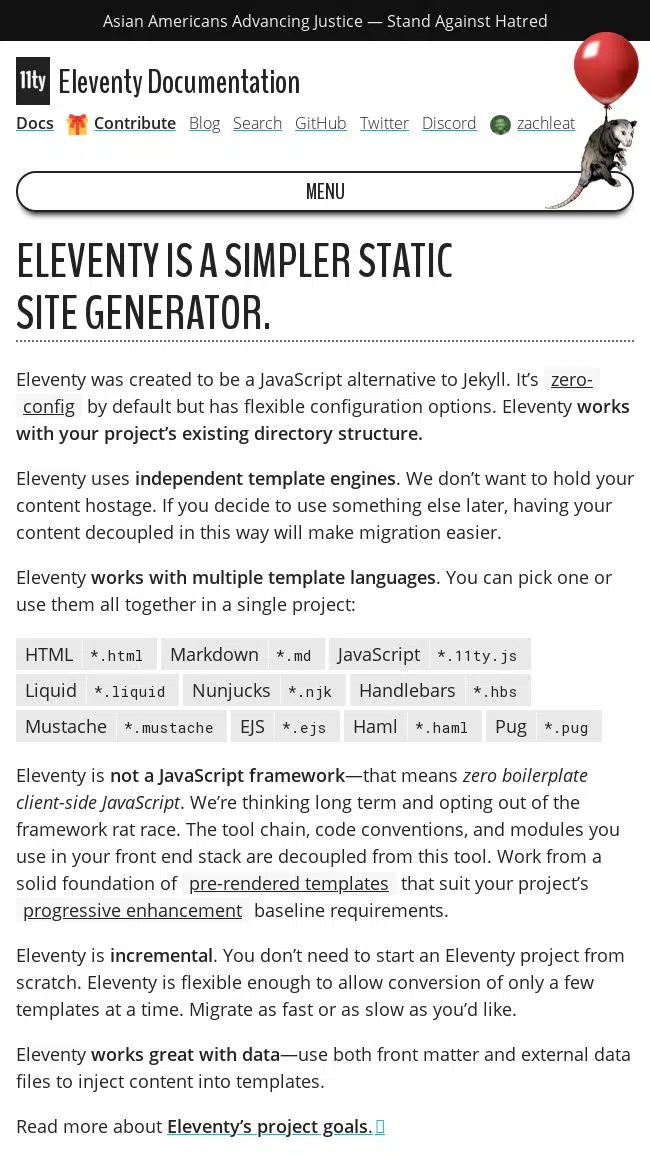 Asian Americans Advancing Justice — Stand Against Hatred
11ty Eleventy Documentation
Docs Contribute Blog Search GitHub Twitter Discord zachleat
MENU
ELEVENTY IS A SIMPLER STATIC
SITE GENERATOR.
Eleventy was created to be a JavaScript alternative to Jekyll. It’s zero-
config by default but has flexible configuration options. Eleventy works
with your project’s existing directory structure.
Eleventy uses independent template engines. We don’t want to hold your
content hostage. If you decide to use something else later, having your
content decoupled in this way will make migration easier.
Eleventy works with multiple template languages. You can pick one or
use them all together in a single project:
HTML *.html Markdown *.md JavaScript *.11ty.js
Liquid *.liquid Nunjucks *.njk Handlebars *.hbs
Mustache *.mustache EJS *.ejs Haml *.haml Pug *.pug
Eleventy is not a JavaScript framework—that means zero boilerplate
client-side JavaScript. We’re thinking long term and opting out of the
framework rat race. The tool chain, code conventions, and modules you
use in your front end stack are decoupled from this tool. Work from a
solid foundation of pre-rendered templates that suit your project’s
progressive enhancement baseline requirements.
Eleventy is incremental. You don’t need to start an Eleventy project from
scratch. Eleventy is flexible enough to allow conversion of only a few
templates at a time. Migrate as fast or as slow as you’d like.
Eleventy works great with data—use both front matter and external data
files to inject content into templates.
Read more about Eleventy’s project goals.